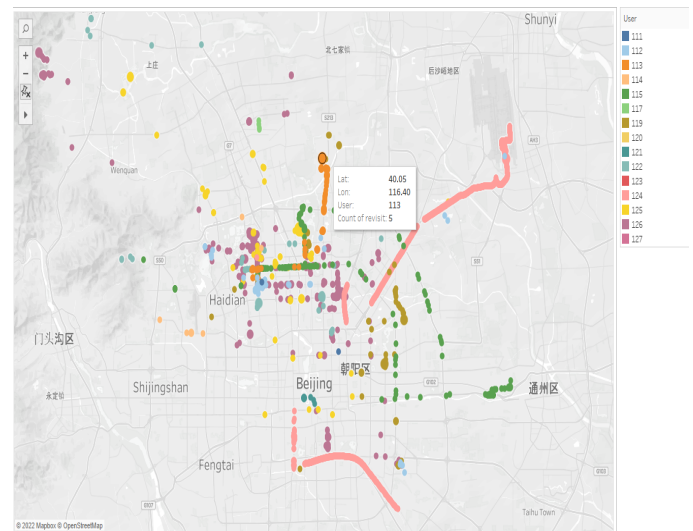 Shunyi
User
111
112
113
114
115
117
119
120
121
122
123
124
125
126
127
北七家镇
上庄
后沙峪地区
Wenquan
Lat: 40.05
Lon: 116.40
User: 113
Count of revisit: 5
Haidian
门头沟区
朝阳区
Beijing
Shijingshan
通州区
永定镇
Fengtai
Taihu Town
© 2022 Mapbox © OpenStreetMap